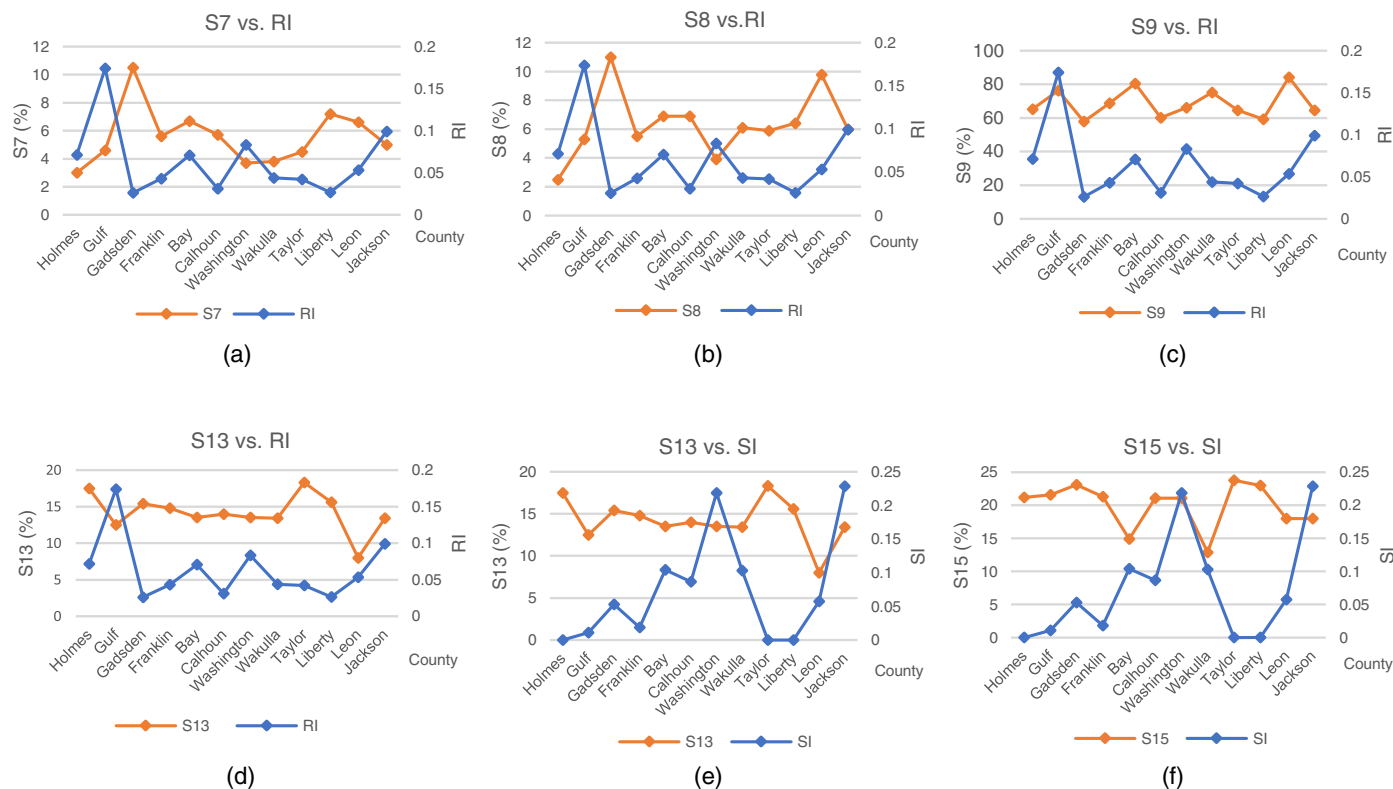 S7 vs. RI
12
10
8
6
4
2
0
S7 (%)
0.2
0.15
0.1
0.05
0
RI
Holmes
Gulf
Gadsden
Franklin
Bay
Calhoun
Washington
Wakulla
Taylor
Liberty
Leon
Jackson
County
S7 RI
(a)
S8 vs.RI
12
10
8
6
4
2
0
S8 (%)
0.2
0.15
0.1
0.05
0
RI
Holmes
Gulf
Gadsden
Franklin
Bay
Calhoun
Washington
Wakulla
Taylor
Liberty
Leon
Jackson
County
S8 RI
(b)
S9 vs. RI
100
80
60
40
20
0
S9 (%)
0.2
0.15
0.1
0.05
0
RI
Holmes
Gulf
Gadsden
Franklin
Bay
Calhoun
Washington
Wakulla
Taylor
Liberty
Leon
Jackson
County
S9 RI
(c)
S13 vs. RI
20
15
10
5
0
S13 (%)
0.2
0.15
0.1
0.05
0
RI
Holmes
Gulf
Gadsden
Franklin
Bay
Calhoun
Washington
Wakulla
Taylor
Liberty
Leon
Jackson
County
S13 RI
(d)
S13 vs. SI
20
15
10
5
0
S13 (%)
0.25
0.2
0.15
0.1
0.05
0
SI
Holmes
Gulf
Gadsden
Franklin
Bay
Calhoun
Washington
Wakulla
Taylor
Liberty
Leon
Jackson
County
S13 SI
(e)
S15 vs. SI
25
20
15
10
5
0
S15 (%)
0.25
0.2
0.15
0.1
0.05
0
SI
Holmes
Gulf
Gadsden
Franklin
Bay
Calhoun
Washington
Wakulla
Taylor
Liberty
Leon
Jackson
County
S15 SI
(f)